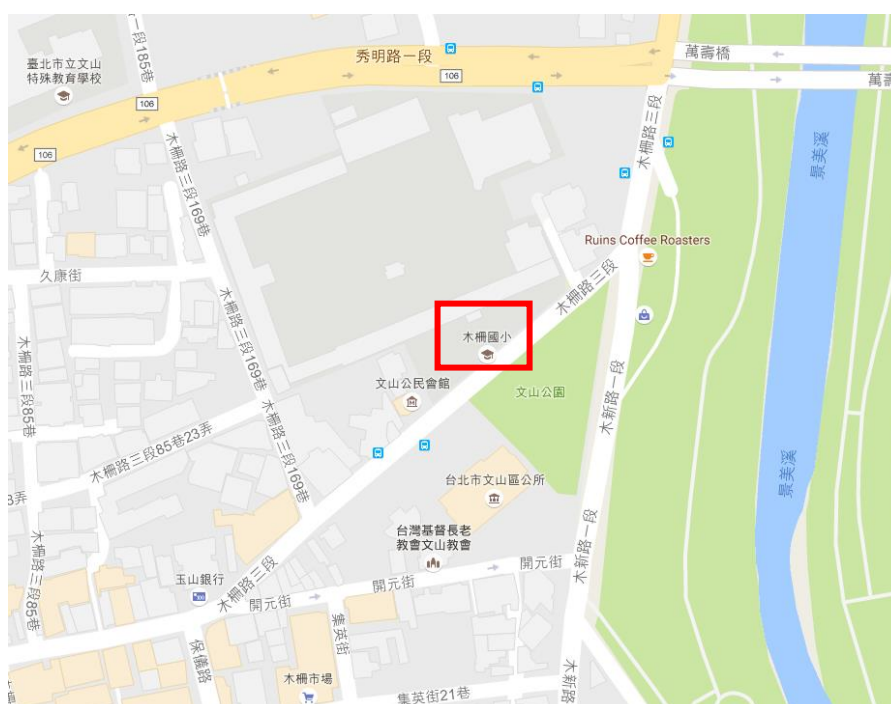 一段185巷
臺北市立文山
特殊教育學校
秀明路一段
106
106
106
萬壽橋
萬壽
木柵路三段
木柵路三段169巷
景美溪
Ruins Coffee Roasters
久康街
木柵路三段
木柵國小
木柵路三段85巷
木柵路三段169巷
文山公民會館
文山公園
木新路一段
木柵路三段85巷23弄
木柵路三段169巷
景美溪
台北市文山區公所
3弄
木柵路三段85巷
台灣基督長老
教會文山教會
木新路一段
玉山銀行
木柵路三段
開元街
開元街
開元街
集英街
保儀路
木柵市場
木新路
集英街21巷